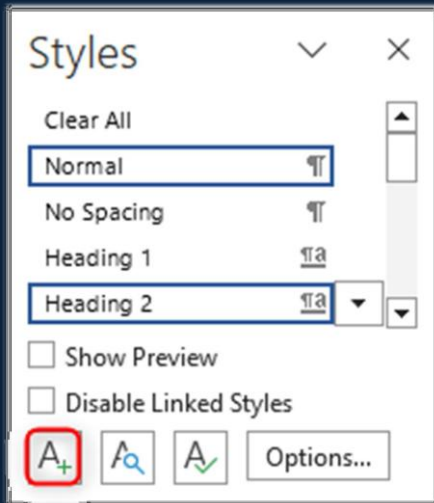 Styles
Clear All
Normal ¶
No Spacing ¶
Heading 1 ¶a
Heading 2 ¶a
Show Preview
Disable Linked Styles
A+ A A Options...